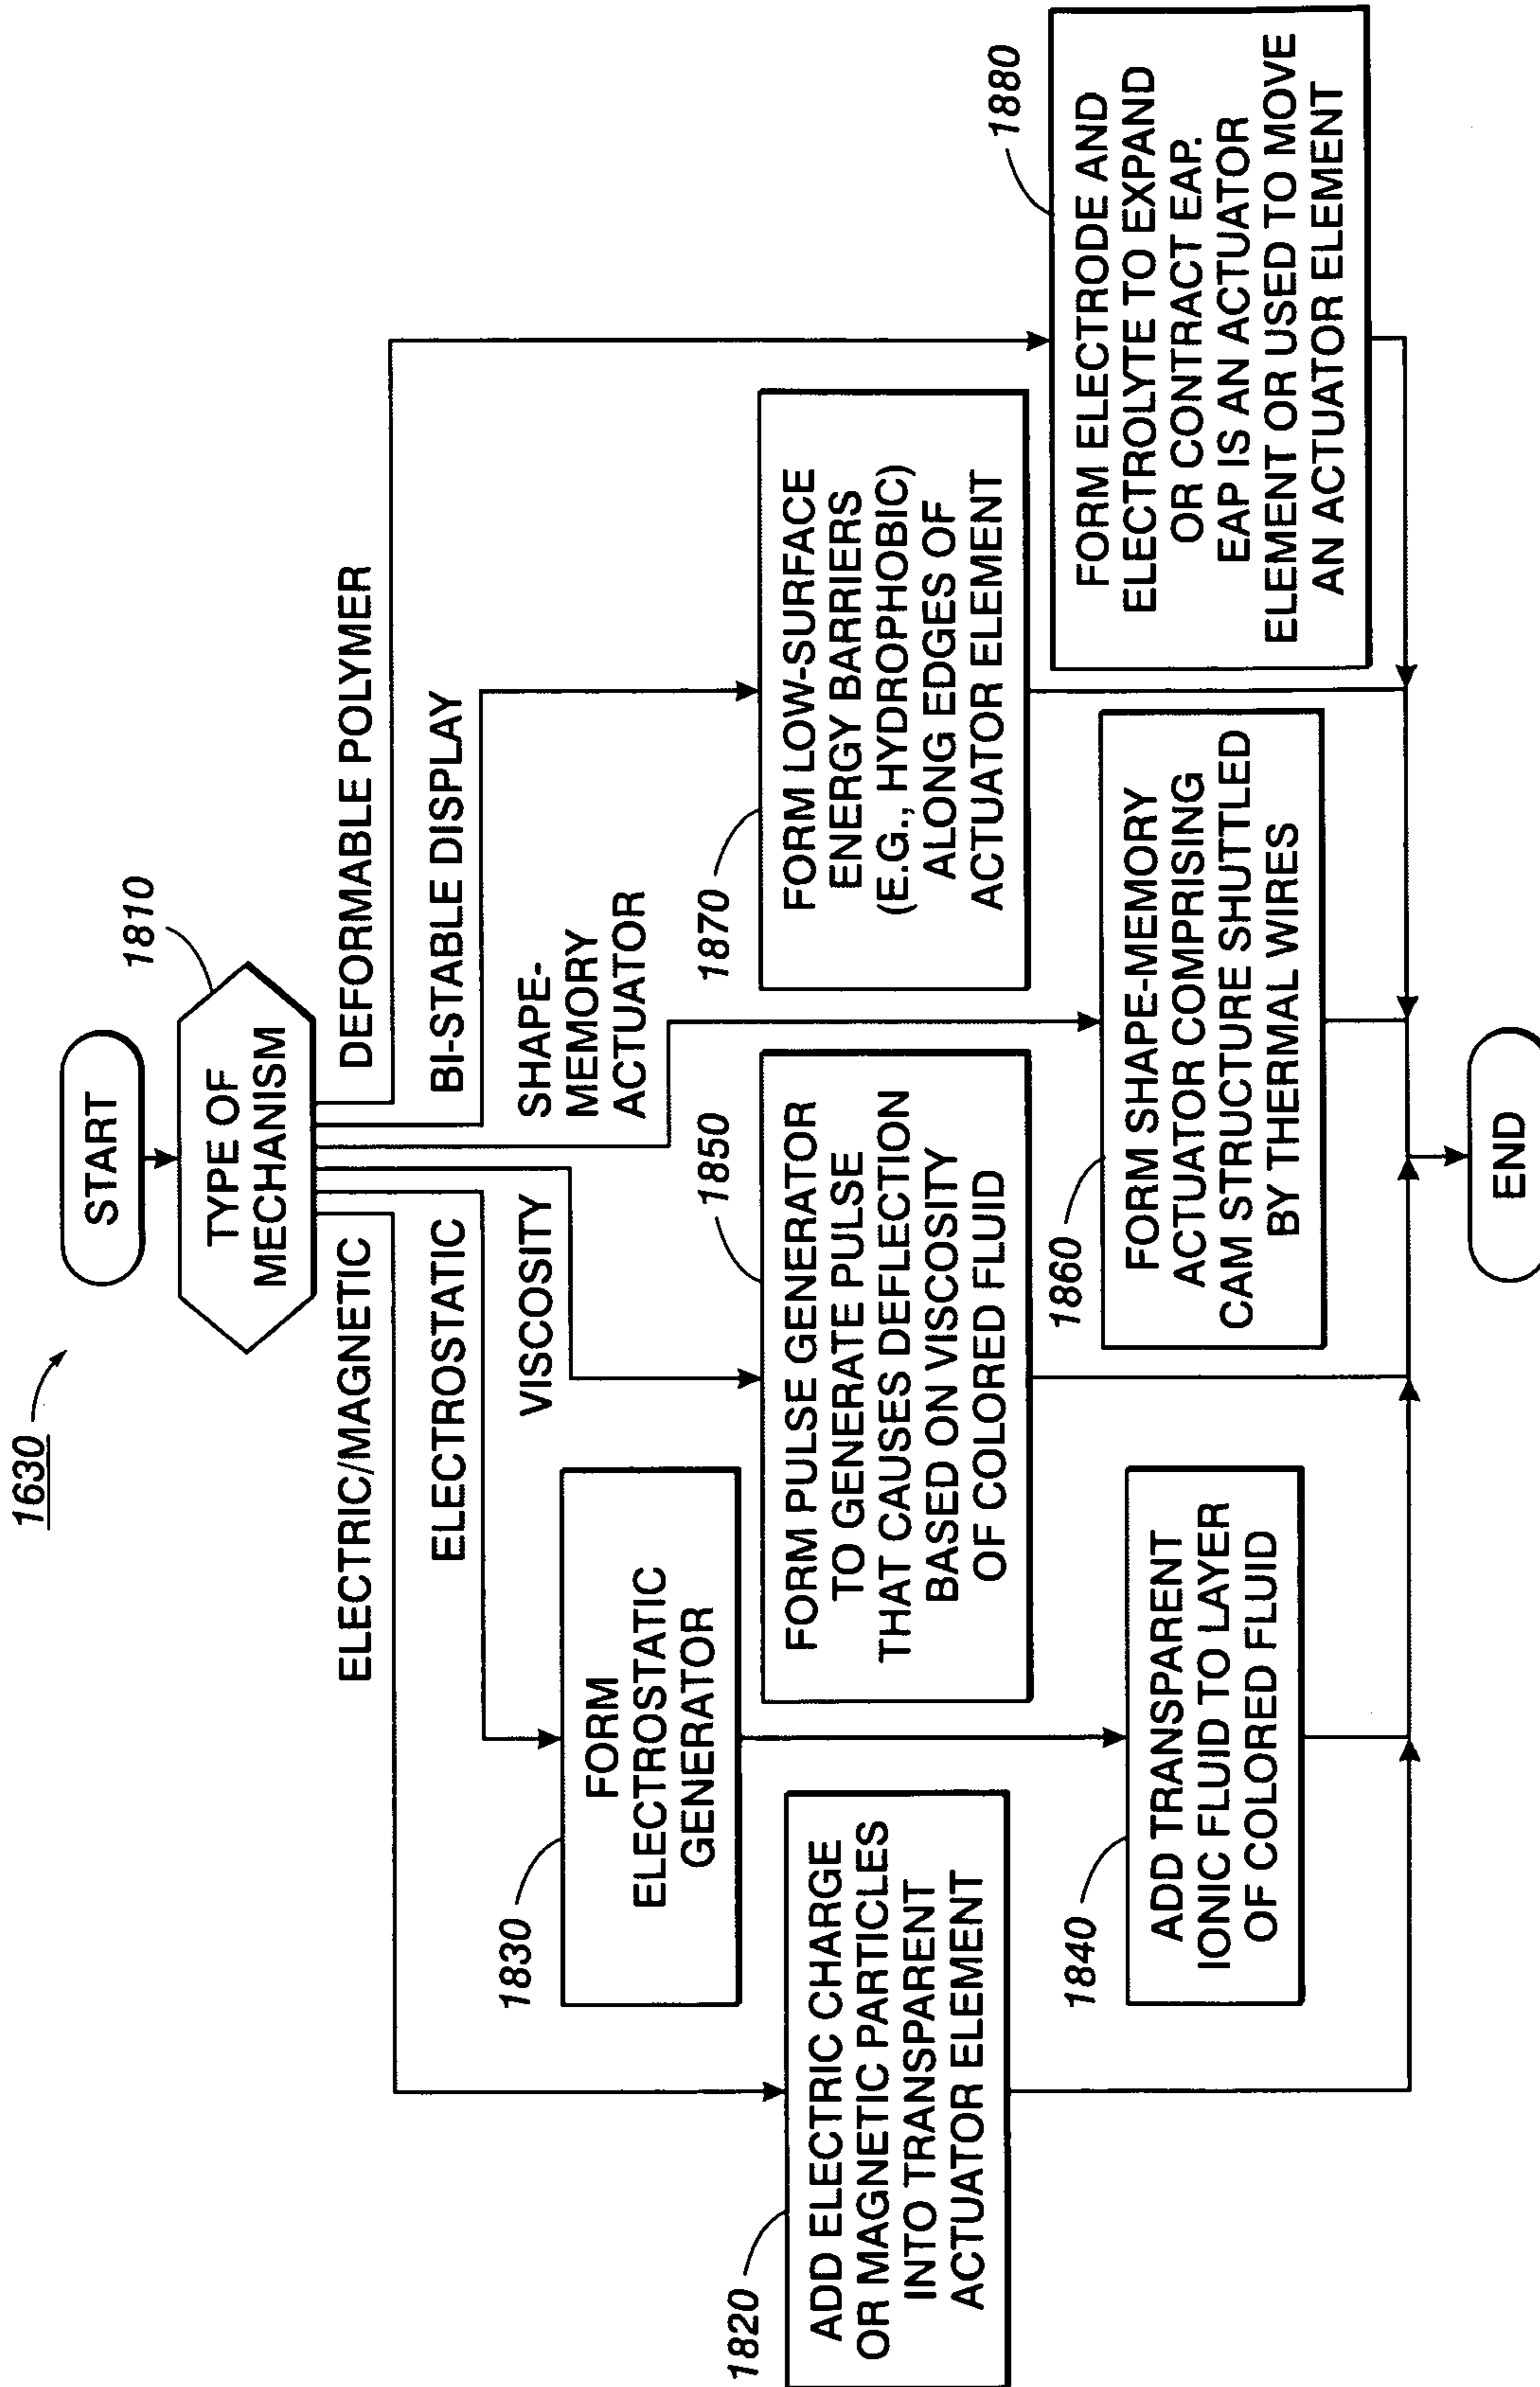 1630
START
1810
TYPE OF
MECHANISM
ELECTRIC/MAGNETIC
ELECTROSTATIC
VISCOSITY
SHAPE-
MEMORY
ACTUATOR
BI-STABLE DISPLAY
DEFORMABLE POLYMER
1820
ADD ELECTRIC CHARGE
OR MAGNETIC PARTICLES
INTO TRANSPARENT
ACTUATOR ELEMENT
1830
FORM
ELECTROSTATIC
GENERATOR
1840
ADD TRANSPARENT
IONIC FLUID TO LAYER
OF COLORED FLUID
1850
FORM PULSE GENERATOR
TO GENERATE PULSE
THAT CAUSES DEFLECTION
BASED ON VISCOSITY
OF COLORED FLUID
1860
FORM SHAPE-MEMORY
ACTUATOR COMPRISING
CAM STRUCTURE SHUTTLED
BY THERMAL WIRES
1870
FORM LOW-SURFACE
ENERGY BARRIERS
(E.G., HYDROPHOBIC)
ALONG EDGES OF
ACTUATOR ELEMENT
1880
FORM ELECTRODE AND
ELECTROLYTE TO EXPAND
OR CONTRACT EAP.
EAP IS AN ACTUATOR
ELEMENT OR USED TO MOVE
AN ACTUATOR ELEMENT
END